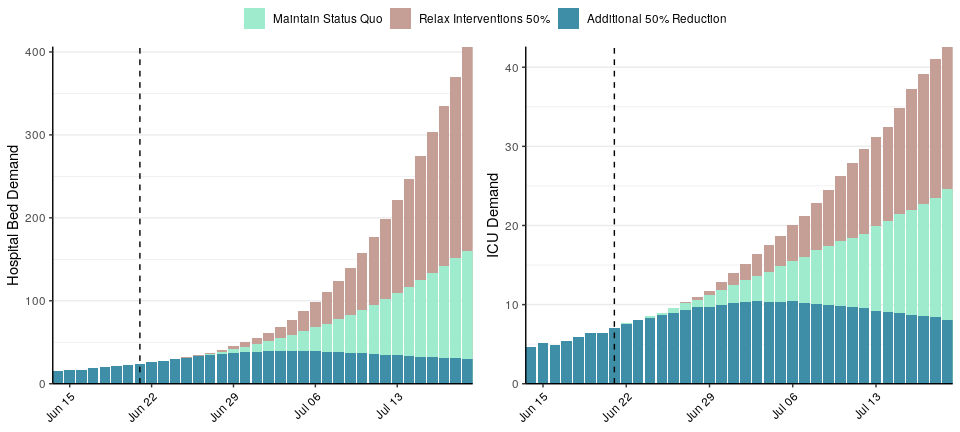 Maintain Status Quo Relax Interventions 50% Additional 50% Reduction
Hospital Bed Demand
400
300
200
100
0
Jun 15 Jun 22 Jun 29 Jul 06 Jul 13
ICU Demand
40
30
20
10
0
Jun 15 Jun 22 Jun 29 Jul 06 Jul 13